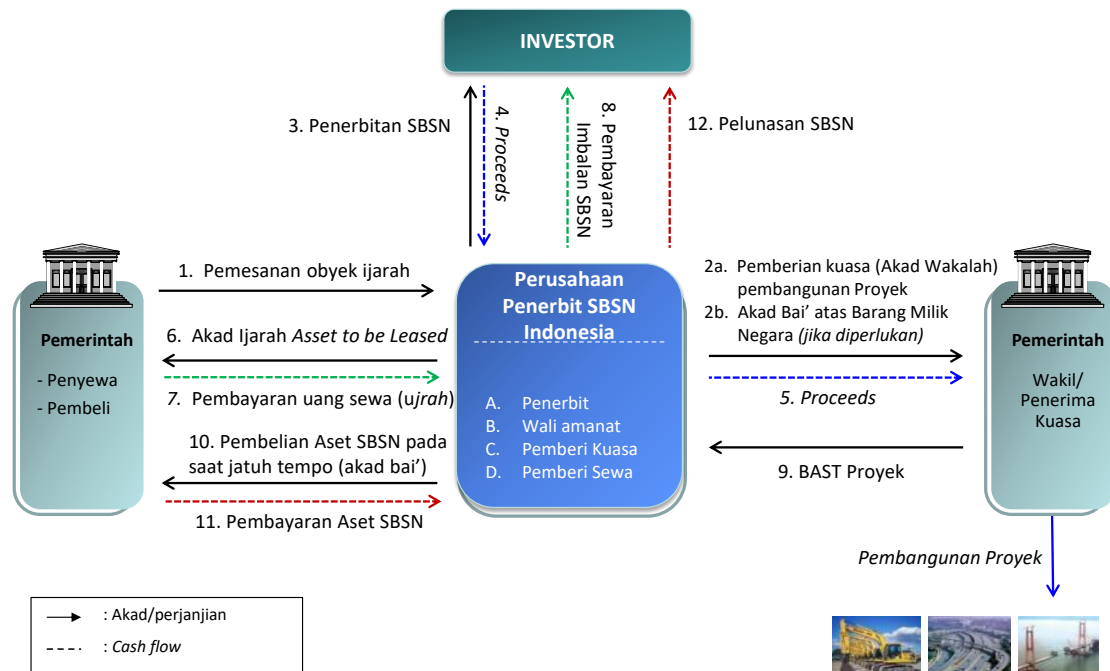 INVESTOR
3. Penerbitan SBSN
4. Proceeds
8. Pembayaran
Imbalan SBSN
12. Pelunasan SBSN
Pemerintah
- Penyewa
- Pembeli
1. Pemesanan obyek ijarah
6. Akad Ijarah Asset to be Leased
7. Pembayaran uang sewa (ujrah)
10. Pembelian Aset SBSN pada
saat jatuh tempo (akad bai')
11. Pembayaran Aset SBSN
Perusahaan
Penerbit SBSN
Indonesia
A. Penerbit
B. Wali amanat
C. Pemberi Kuasa
D. Pemberi Sewa
2a. Pemberian kuasa (Akad Wakalah)
pembangunan Proyek
2b. Akad Bai' atas Barang Milik
Negara (jika diperlukan)
5. Proceeds
9. BAST Proyek
Pemerintah
Wakil/
Penerima
Kuasa
Pembangunan Proyek
: Akad/perjanjian
: Cash flow